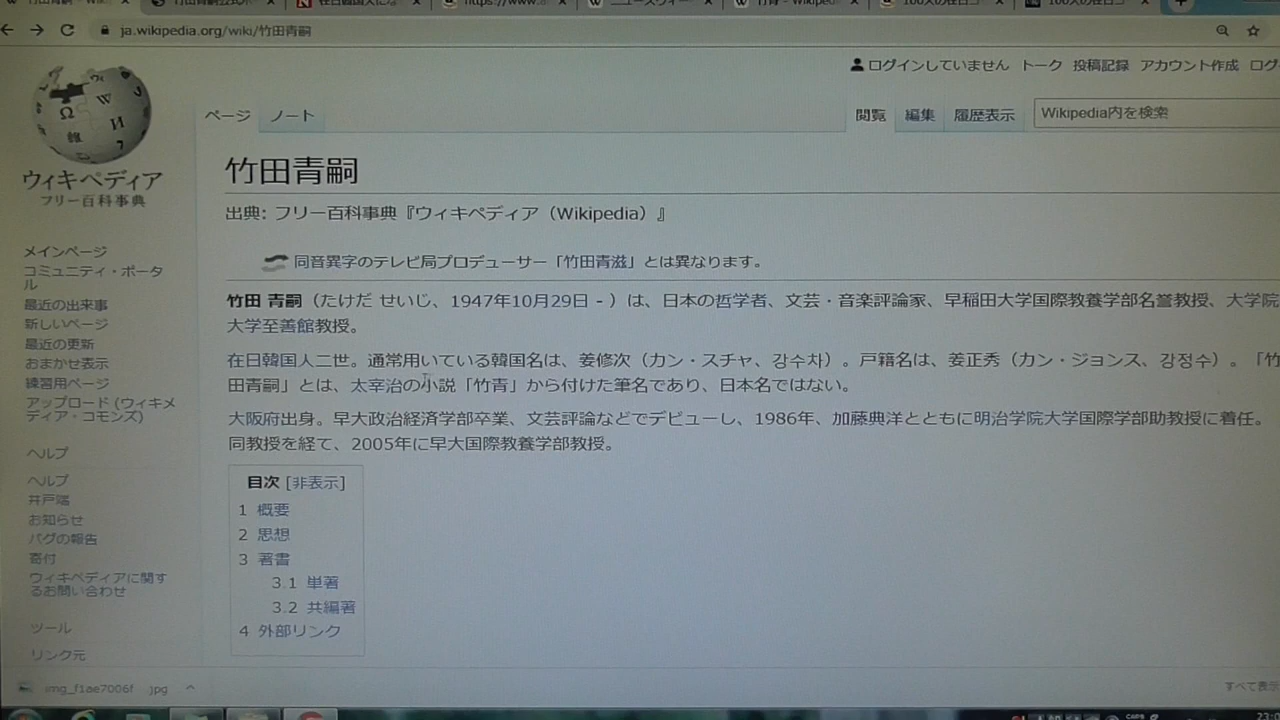 ja.wikipedia.org/wiki/竹田青嗣
ログインしていません トーク 投稿記録 アカウント作成 ログ
ページ ノート 閲覧 編集 履歴表示 Wikipedia内を検索
ウィキペディア
フリー百科事典
メインページ
コミュニティ・ポータ
ル
最近の出来事
新しいページ
最近の更新
おまかせ表示
練習用ページ
アップロード (ウィキメ
ディア・コモンズ)
ヘルプ
ヘルプ
井戸端
お知らせ
バグの報告
寄付
ウィキペディアに関す
るお問い合わせ
ツール
リンク元
竹田青嗣
出典: フリー百科事典『ウィキペディア（Wikipedia）』
同音異字のテレビ局プロデューサー「竹田青滋」とは異なります。
竹田 青嗣（たけだ せいじ、1947年10月29日 - ）は、日本の哲学者、文芸・音楽評論家、早稲田大学国際教養学部名誉教授、大学院
大学至善館教授。
在日韓国人二世。通常用いている韓国名は、姜修次（カン・スチャ、강수차）。戸籍名は、姜正秀（カン・ジョンス、강정수）。「竹
田青嗣」とは、太宰治の小説「竹青」から付けた筆名であり、日本名ではない。
大阪府出身。早大政治経済学部卒業、文芸評論などでデビューし、1986年、加藤典洋とともに明治学院大学国際学部助教授に着任。
同教授を経て、2005年に早大国際教養学部教授。
目次 [非表示]
1 概要
2 思想
3 著書
3.1 単著
3.2 共編著
4 外部リンク
img_f1ae7006f .jpg
すべて表示